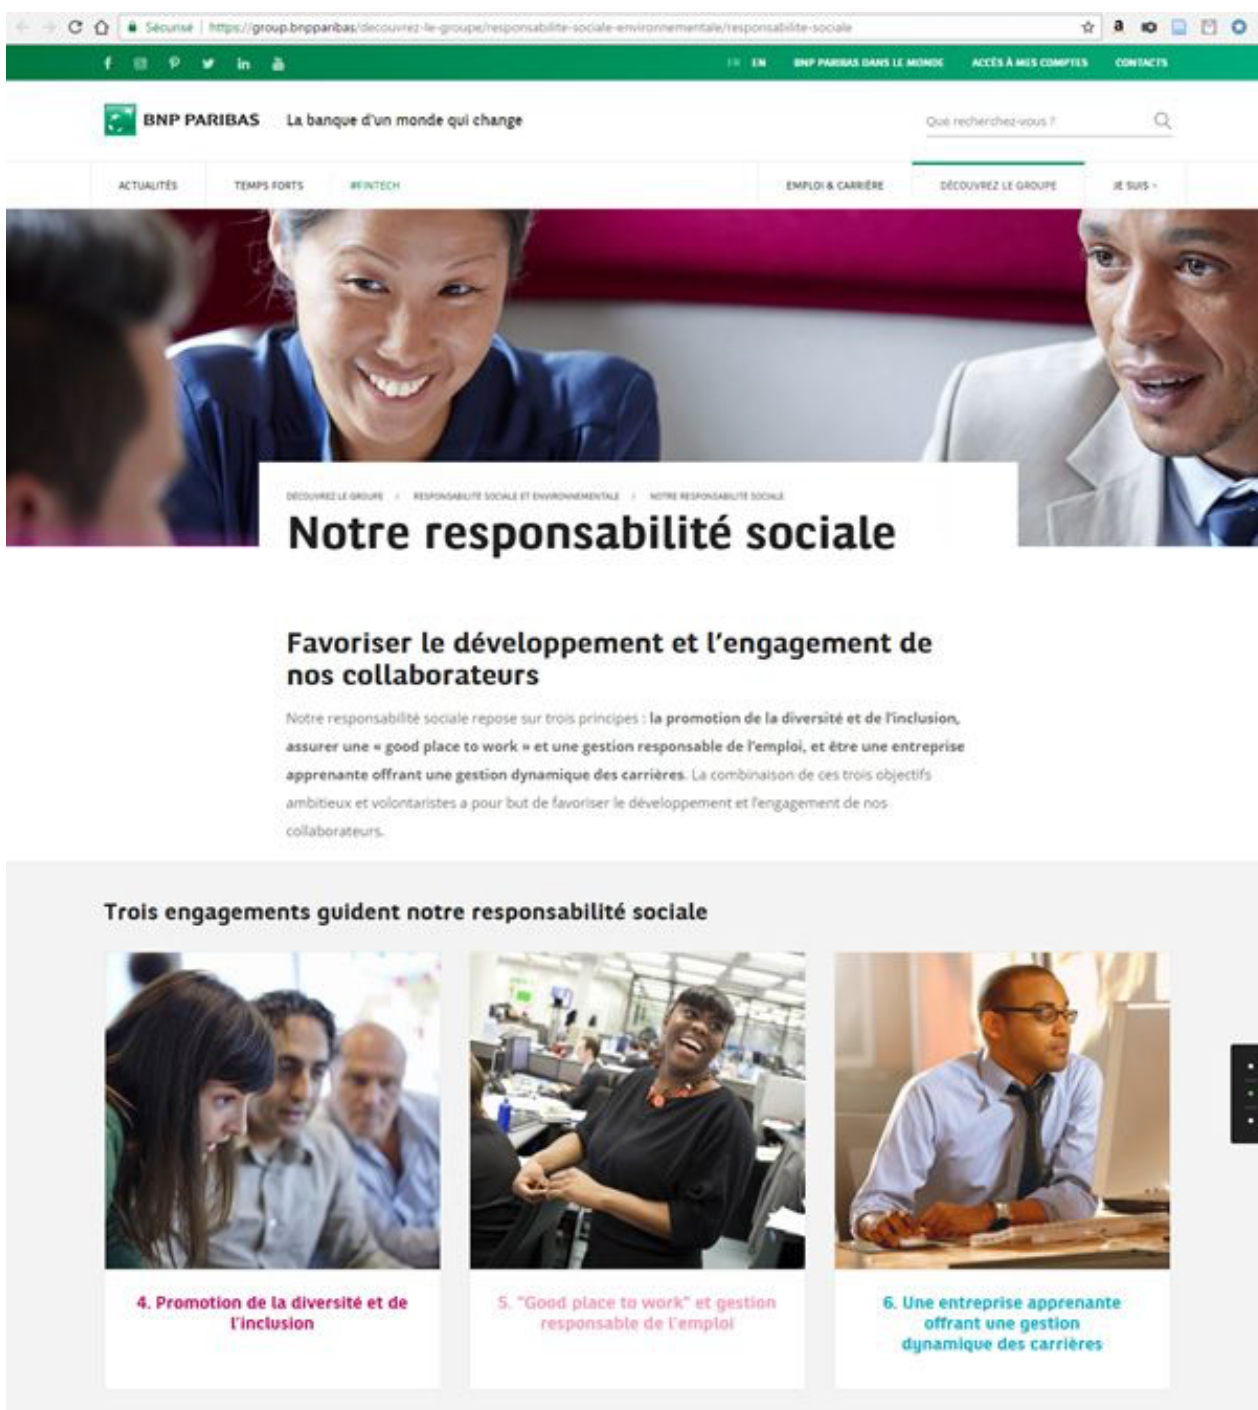 Sécurisé | https://group.bnpparibas/decouvrez-le-groupe/responsabilite-sociale-environnementale/responsabilite-sociale
FR EN BNP PARIBAS DANS LE MONDE ACCÈS À MES COMPTES CONTACTS
BNP PARIBAS La banque d'un monde qui change
Que recherchez-vous ?
ACTUALITÉS TEMPS FORTS #FINTECH EMPLOI & CARRIÈRE DÉCOUVREZ LE GROUPE JE SUIS
DÉCOUVREZ LE GROUPE / RESPONSABILITÉ SOCIALE ET ENVIRONNEMENTALE / NOTRE RESPONSABILITÉ SOCIALE
Notre responsabilité sociale
Favoriser le développement et l'engagement de
nos collaborateurs
Notre responsabilité sociale repose sur trois principes : la promotion de la diversité et de l'inclusion,
assurer une « good place to work » et une gestion responsable de l'emploi, et être une entreprise
apprenante offrant une gestion dynamique des carrières. La combinaison de ces trois objectifs
ambitieux et volontaristes a pour but de favoriser le développement et l'engagement de nos
collaborateurs.
Trois engagements guident notre responsabilité sociale
4. Promotion de la diversité et de
l'inclusion
5. "Good place to work" et gestion
responsable de l'emploi
6. Une entreprise apprenante
offrant une gestion
dynamique des carrières